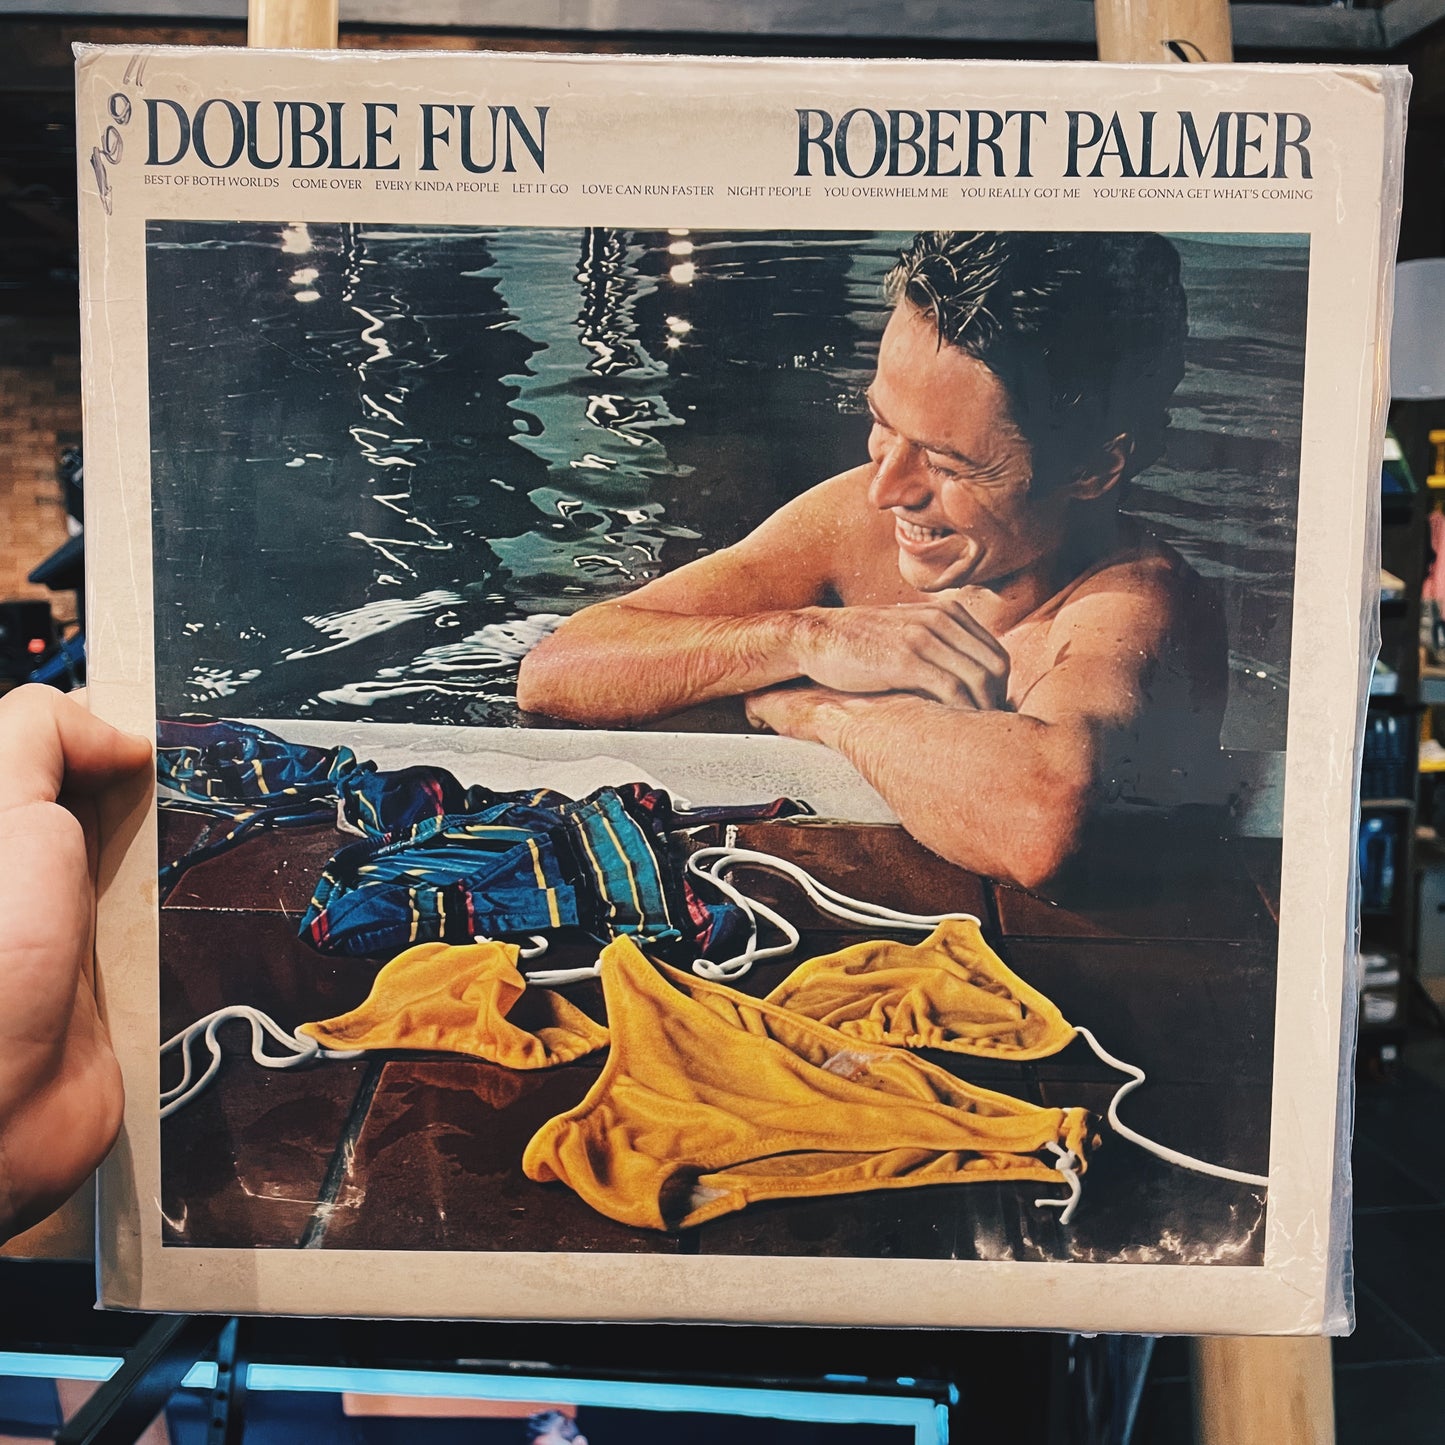 DOUBLE FUN ROBERT PALMER
BEST OF BOTH WORLDS COME OVER EVERY KINDA PEOPLE LET IT GO LOVE CAN RUN FASTER NIGHT PEOPLE YOU OVERWHELM ME YOU REALLY GOT ME YOU'RE GONNA GET WHAT'S COMING